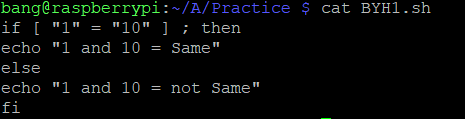 bang@raspberrypi:~/A/Practice $ cat BYH1.sh
if [ "1" = "10" ] ; then
echo "1 and 10 = Same"
else
echo "1 and 10 = not Same"
fi